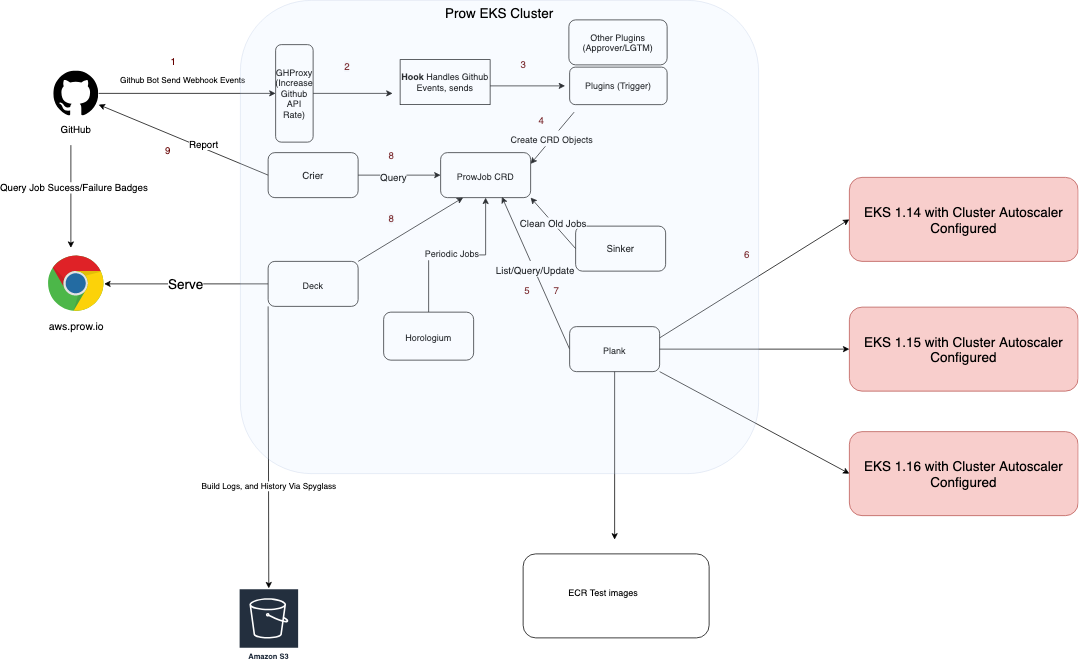 Prow EKS Cluster
Other Plugins
(Approver/LGTM)
1
Github Bot Send Webhook Events
GHProxy
(Increase
Github
API
Rate)
2
Hook Handles Github
Events, sends
3
Plugins (Trigger)
GitHub
4
Create CRD Objects
9
Report
Crier
8
Query
ProwJob CRD
Query Job Sucess/Failure Badges
8
Clean Old Jobs
Sinker
Periodic Jobs
List/Query/Update
5
7
6
EKS 1.14 with Cluster Autoscaler
Configured
Serve
Deck
aws.prow.io
Horologium
Plank
EKS 1.15 with Cluster Autoscaler
Configured
EKS 1.16 with Cluster Autoscaler
Configured
Build Logs, and History Via Spyglass
ECR Test images
Amazon S3